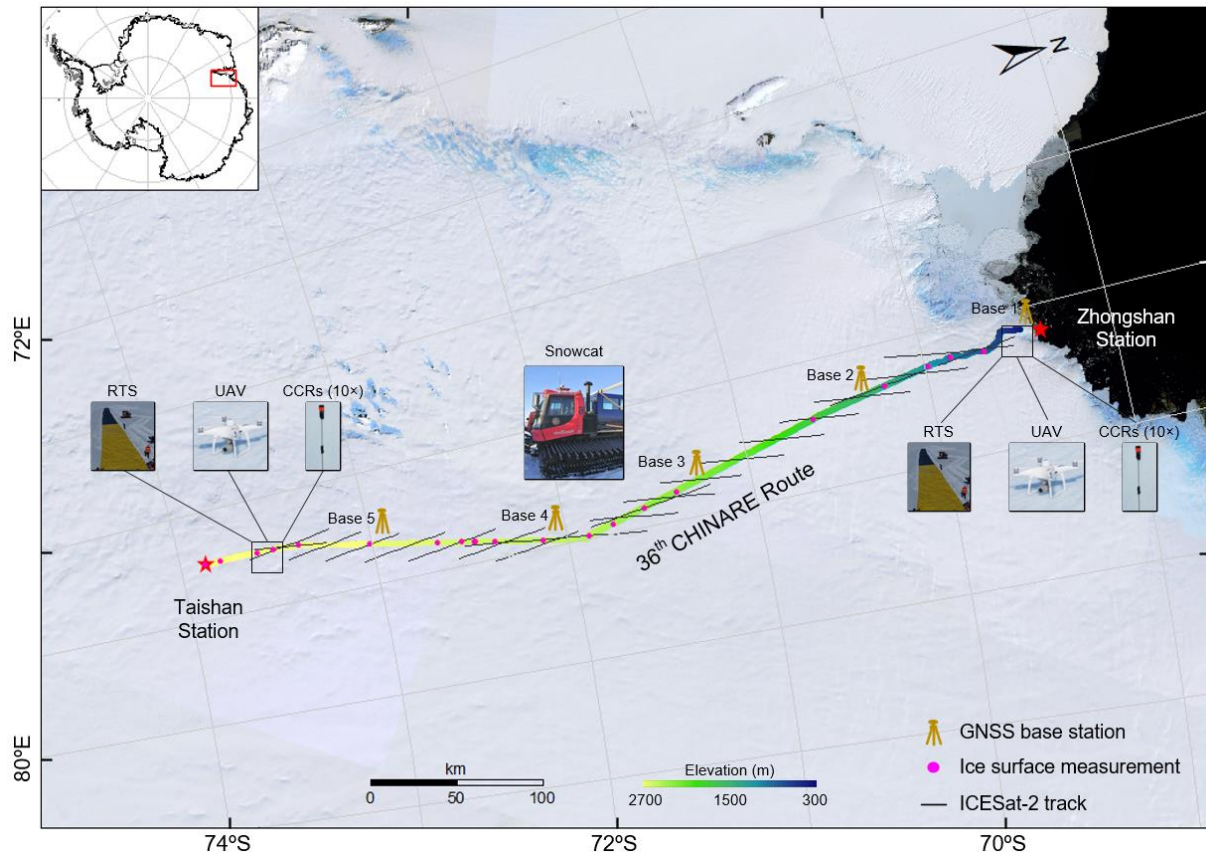 N
72ºE
80ºE
74ºS
72ºS
70ºS
Base 1
Zhongshan
Station
Snowcat
Base 2
RTS
UAV
CCRs (10×)
RTS
UAV
CCRs (10×)
Base 3
Base 5
Base 4
36th CHINARE Route
Taishan
Station
GNSS base station
Ice surface measurement
ICESat-2 track
km
0
50
100
Elevation (m)
2700
1500
300